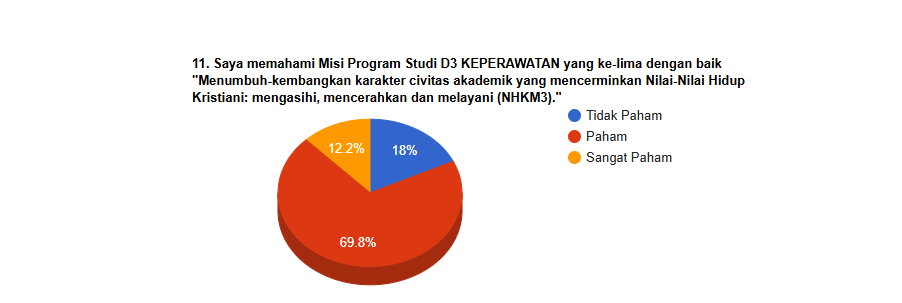 11. Saya memahami Misi Program Studi D3 KEPERAWATAN yang ke-lima dengan baik
"Menumbuh-kembangkan karakter civitas akademik yang mencerminkan Nilai-Nilai Hidup
Kristiani: mengasihi, mencerahkan dan melayani (NHKM3)."
Tidak Paham
Paham
Sangat Paham
12.2%
18%
69.8%